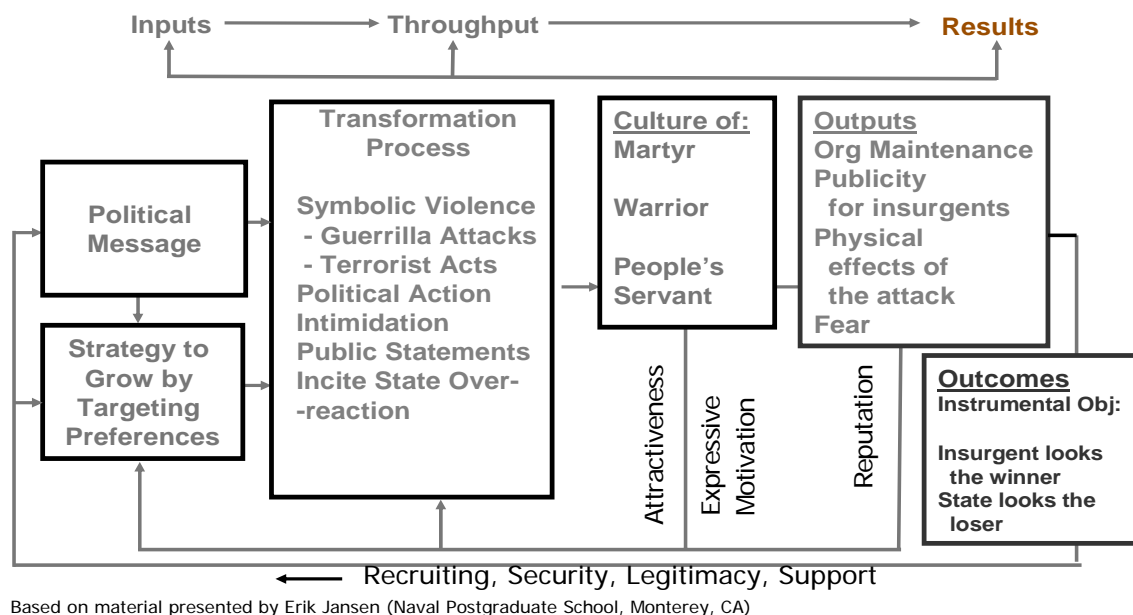 Inputs
Throughput
Results
Political
Message
Strategy to
Grow by
Targeting
Preferences
Transformation
Process
Symbolic Violence
- Guerrilla Attacks
- Terrorist Acts
Political Action
Intimidation
Public Statements
Incite State Over-
-reaction
Culture of:
Martyr
Warrior
People’s
Servant
Outputs
Org Maintenance
Publicity
for insurgents
Physical
effects of
the attack
Fear
Outcomes
Instrumental Obj:
Insurgent looks
the winner
State looks the
loser
Attractiveness
Expressive
Motivation
Reputation
Recruiting, Security, Legitimacy, Support
Based on material presented by Erik Jansen (Naval Postgraduate School, Monterey, CA)